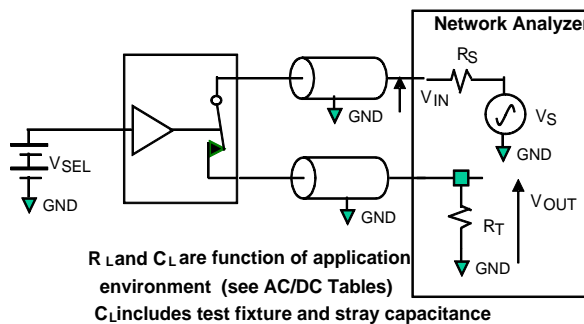 Network Analyzer
RS
VIN
GND
VS
GND
VSEL
GND
GND
VOUT
RT
GND
R L and C L are function of application
environment (see AC/DC Tables)
C L includes test fixture and stray capacitance